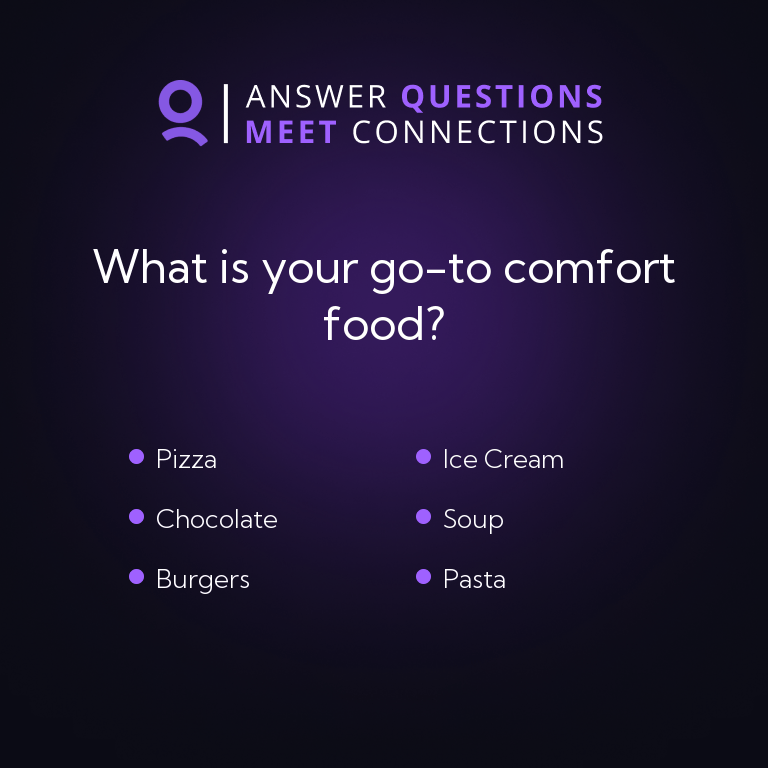 ANSWER QUESTIONS
MEET CONNECTIONS
What is your go-to comfort
food?
Pizza
Ice Cream
Chocolate
Soup
Burgers
Pasta